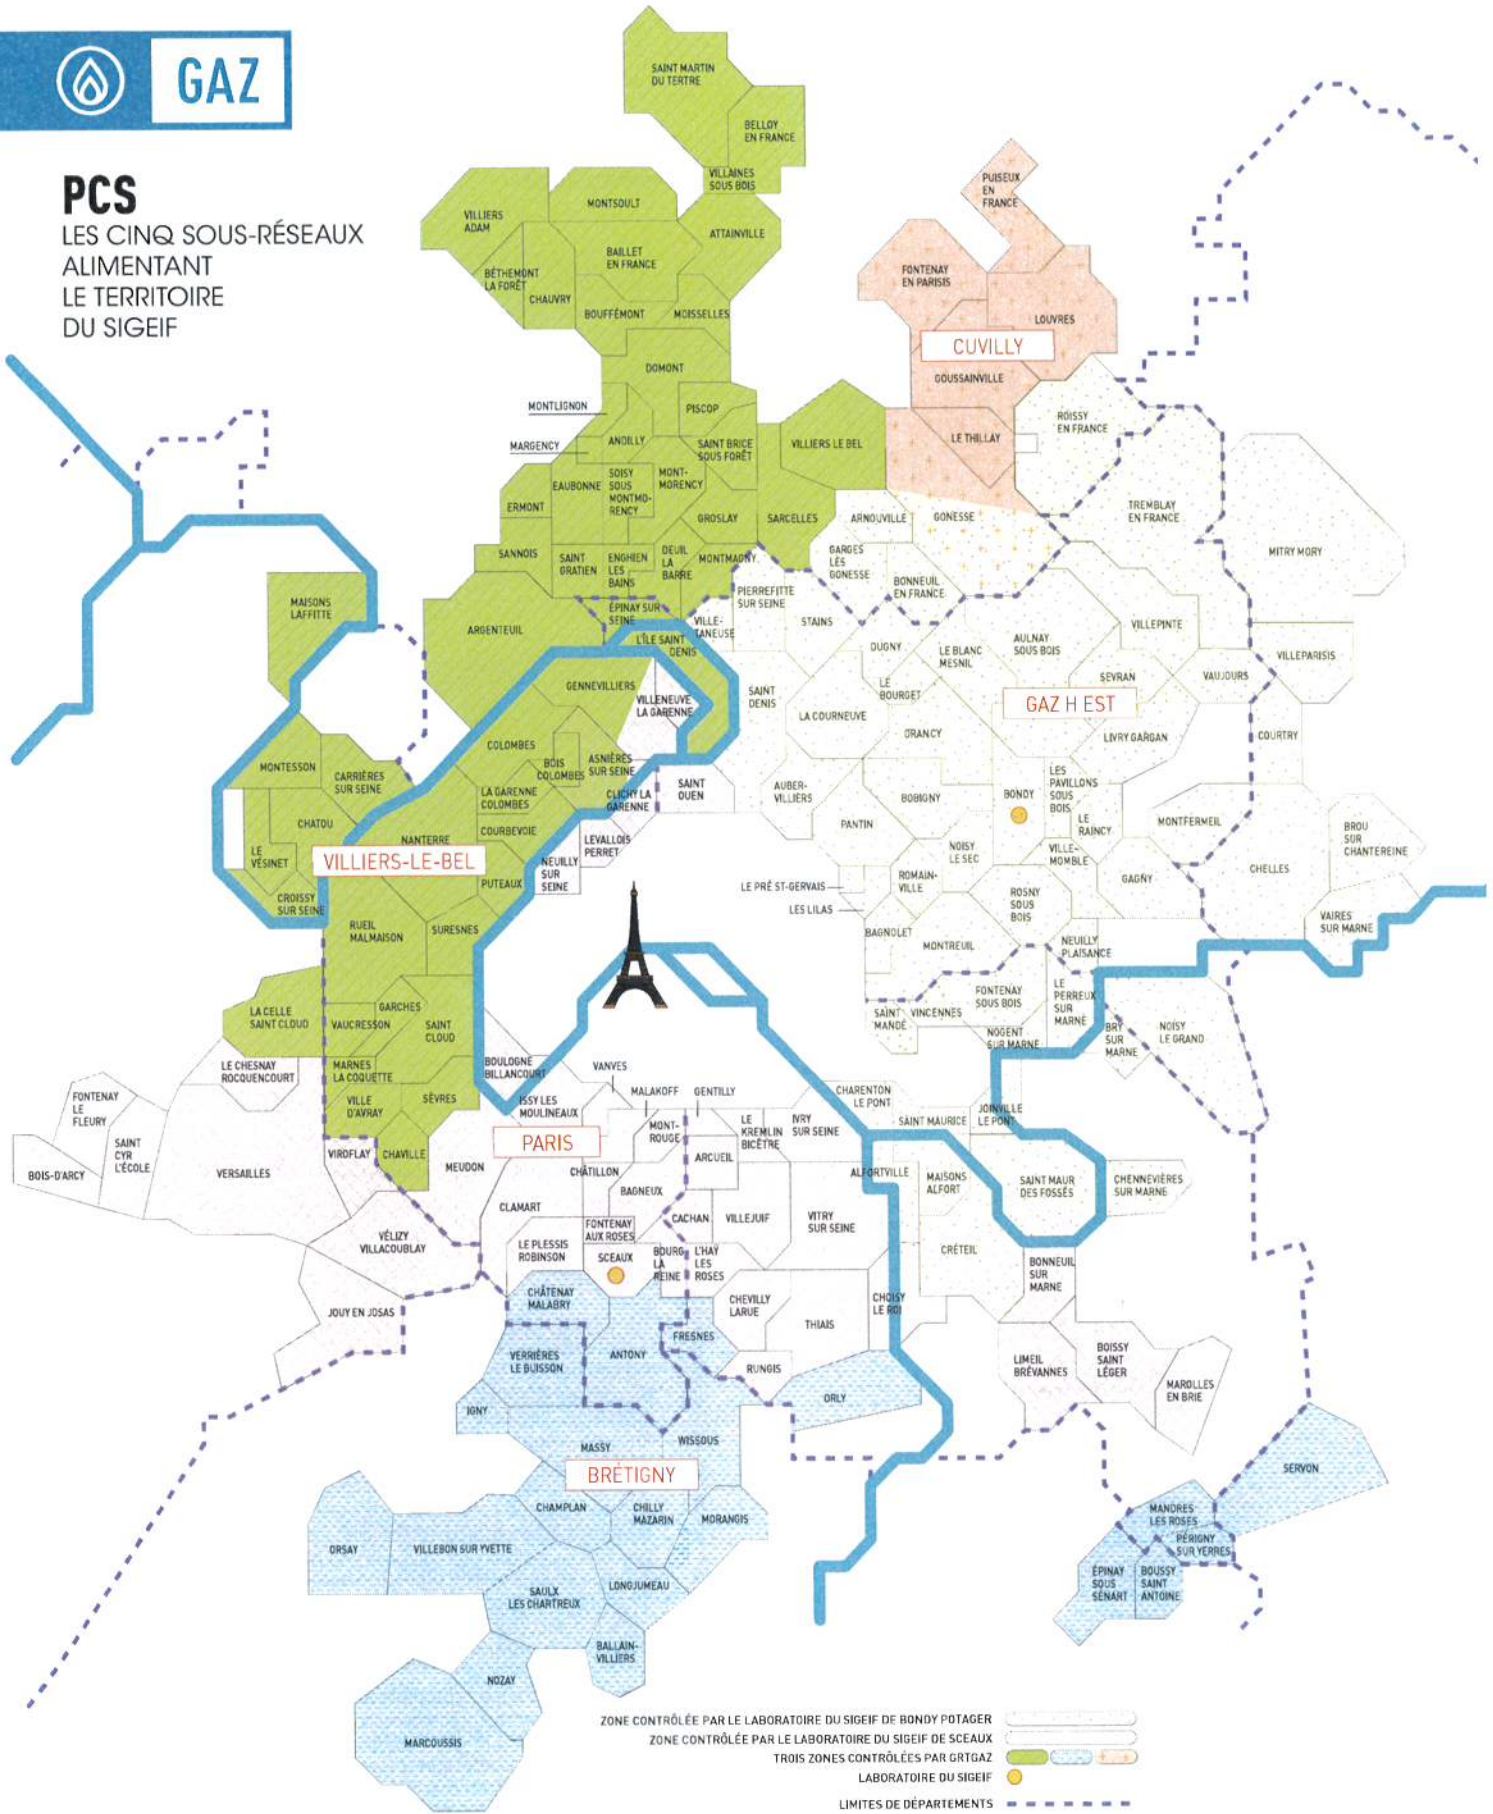 GAZ
PCS
LES CINQ SOUS-RÉSEAUX
ALIMENTANT
LE TERRITOIRE
DU SIGEIF
SAINT MARTIN
DU TERTRE
BELLOY
EN FRANCE
VILLAINES
SOUS BOIS
VILLIERS
ADAM
MONTSOULT
ATTAINVILLE
BAILLET
EN FRANCE
BÉTHEMONT
LA FORÊT
CHAUVRY
BOUFFÉMONT
MOISSELLES
DOMONT
MONTLIGNON
PISCOP
MARGENCY
ANDILLY
SAINT BRICE
SOUS FORÊT
VILLIERS LE BEL
EAUBONNE
SOISY
SOUS
MONTMO-
RENCY
MONT-
MORENCY
ERMONT
GROSLAY
SARCELLES
SANNOIS
SAINT
GRATIEN
ENGHIEN
LES
BAINS
DEUIL
LA
BARRE
MONTMAGNY
PUISEUX
EN
FRANCE
FONTENAY
EN PARISIS
LOUVRES
CUVILLY
GOUSSAINVILLE
LE THILLAY
ROISSY
EN FRANCE
ARNOUVILLE
GONESSE
TREMBLAY
EN FRANCE
MITRY MORY
GARGES
LÈS
GONESSE
BONNEUIL
EN FRANCE
MAISONS
LAFFITTE
ARGENTEUIL
ÉPINAY SUR
SEINE
VILLE-
TANEUSE
PIERREFITTE
SUR SEINE
STAINS
L'ÎLE SAINT
DENIS
DUGNY
LE BLANC
MESNIL
AULNAY
SOUS BOIS
VILLEPINTE
VILLEPARISIS
GENNEVILLIERS
VILLENEUVE
LA GARENNE
SAINT
DENIS
LE
BOURGET
SEVRAN
VAUJOURS
GAZ H EST
LA COURNEUVE
DRANCY
LIVRY GARGAN
COURTRY
COLOMBES
BOIS
COLOMBES
ASNIÈRES
SUR SEINE
MONTESSON
CARRIÈRES
SUR SEINE
LA GARENNE
COLOMBES
CLICHY LA
GARENNE
SAINT
OUEN
AUBER-
VILLIERS
BOBIGNY
BONDY
LES
PAVILLONS
SOUS
BOIS
CHATOU
NANTERRE
COURBEVOIE
LEVALLOIS
PERRET
PANTIN
LE
RAINCY
MONTFERMEIL
BROU
SUR
CHANTEREINE
LE
VÉSINET
VILLIERS-LE-BEL
NEUILLY
SUR
SEINE
PUTEAUX
NOISY
LE SEC
VILLE-
MOMBLE
CHELLES
CROISSY
SUR SEINE
LE PRÉ ST-GERVAIS
ROMAIN-
VILLE
ROSNY
SOUS
BOIS
GAGNY
LES LILAS
RUEIL
MALMAISON
SURESNES
BAGNOLET
MONTREUIL
NEUILLY
PLAISANCE
VAIRES
SUR MARNE
LA CELLE
SAINT CLOUD
GARCHES
VAUCRESSON
SAINT
CLOUD
SAINT
MANDÉ
VINCENNES
FONTENAY
SOUS BOIS
LE
PERREUX
SUR
MARNE
NOGENT
SUR MARNE
BRY
SUR
MARNE
NOISY
LE GRAND
LE CHESNAY
ROCQUENCOURT
MARNES
LA COQUETTE
BOULOGNE
BILLANCOURT
VANVES
MALAKOFF
GENTILLY
CHARENTON
LE PONT
FONTENAY
LE
FLEURY
VILLE
D'AVRAY
SÈVRES
ISSY LES
MOULINEAUX
MONT-
ROUGE
LE
KREMLIN
BICÊTRE
IVRY
SUR SEINE
SAINT MAURICE
JOINVILLE
LE PONT
SAINT
CYR
L'ÉCOLE
PARIS
BOIS-D'ARCY
VERSAILLES
VIROFLAY
CHAVILLE
MEUDON
CHÂTILLON
ARCUEIL
ALFORTVILLE
MAISONS
ALFORT
SAINT MAUR
DES FOSSÉS
CHENNEVIÈRES
SUR MARNE
BAGNEUX
CLAMART
VÉLIZY
VILLACOUBLAY
FONTENAY
AUX ROSES
CACHAN
VILLEJUIF
VITRY
SUR SEINE
LE PLESSIS
ROBINSON
SCEAUX
BOURG
LA
REINE
L'HAY
LES
ROSES
CRÉTEIL
BONNEUIL
SUR
MARNE
JOUY EN JOSAS
CHÂTENAY
MALABRY
CHEVILLY
LARUE
CHOISY
LE ROI
THIAIS
FRESNES
VERRIÈRES
LE BUISSON
ANTONY
RUNGIS
LIMEIL
BRÉVANNES
BOISSY
SAINT
LÉGER
MAROLLES
EN BRIE
ORLY
IGNY
MASSY
WISSOUS
BRÉTIGNY
SERVON
CHAMPLAN
CHILLY
MAZARIN
MORANGIS
MANDRES
LES ROSES
ORSAY
VILLEBON SUR YVETTE
PÉRIGNY
SUR YERRES
SAULX
LES CHARTREUX
LONGJUMEAU
ÉPINAY
SOUS
SÉNART
BOUSSY
SAINT
ANTOINE
BALLAIN-
VILLIERS
NOZAY
MARCOUSSIS
ZONE CONTRÔLÉE PAR LE LABORATOIRE DU SIGEIF DE BONDY POTAGER
ZONE CONTRÔLÉE PAR LE LABORATOIRE DU SIGEIF DE SCEAUX
TROIS ZONES CONTRÔLÉES PAR GRTGAZ
LABORATOIRE DU SIGEIF
LIMITES DE DÉPARTEMENTS